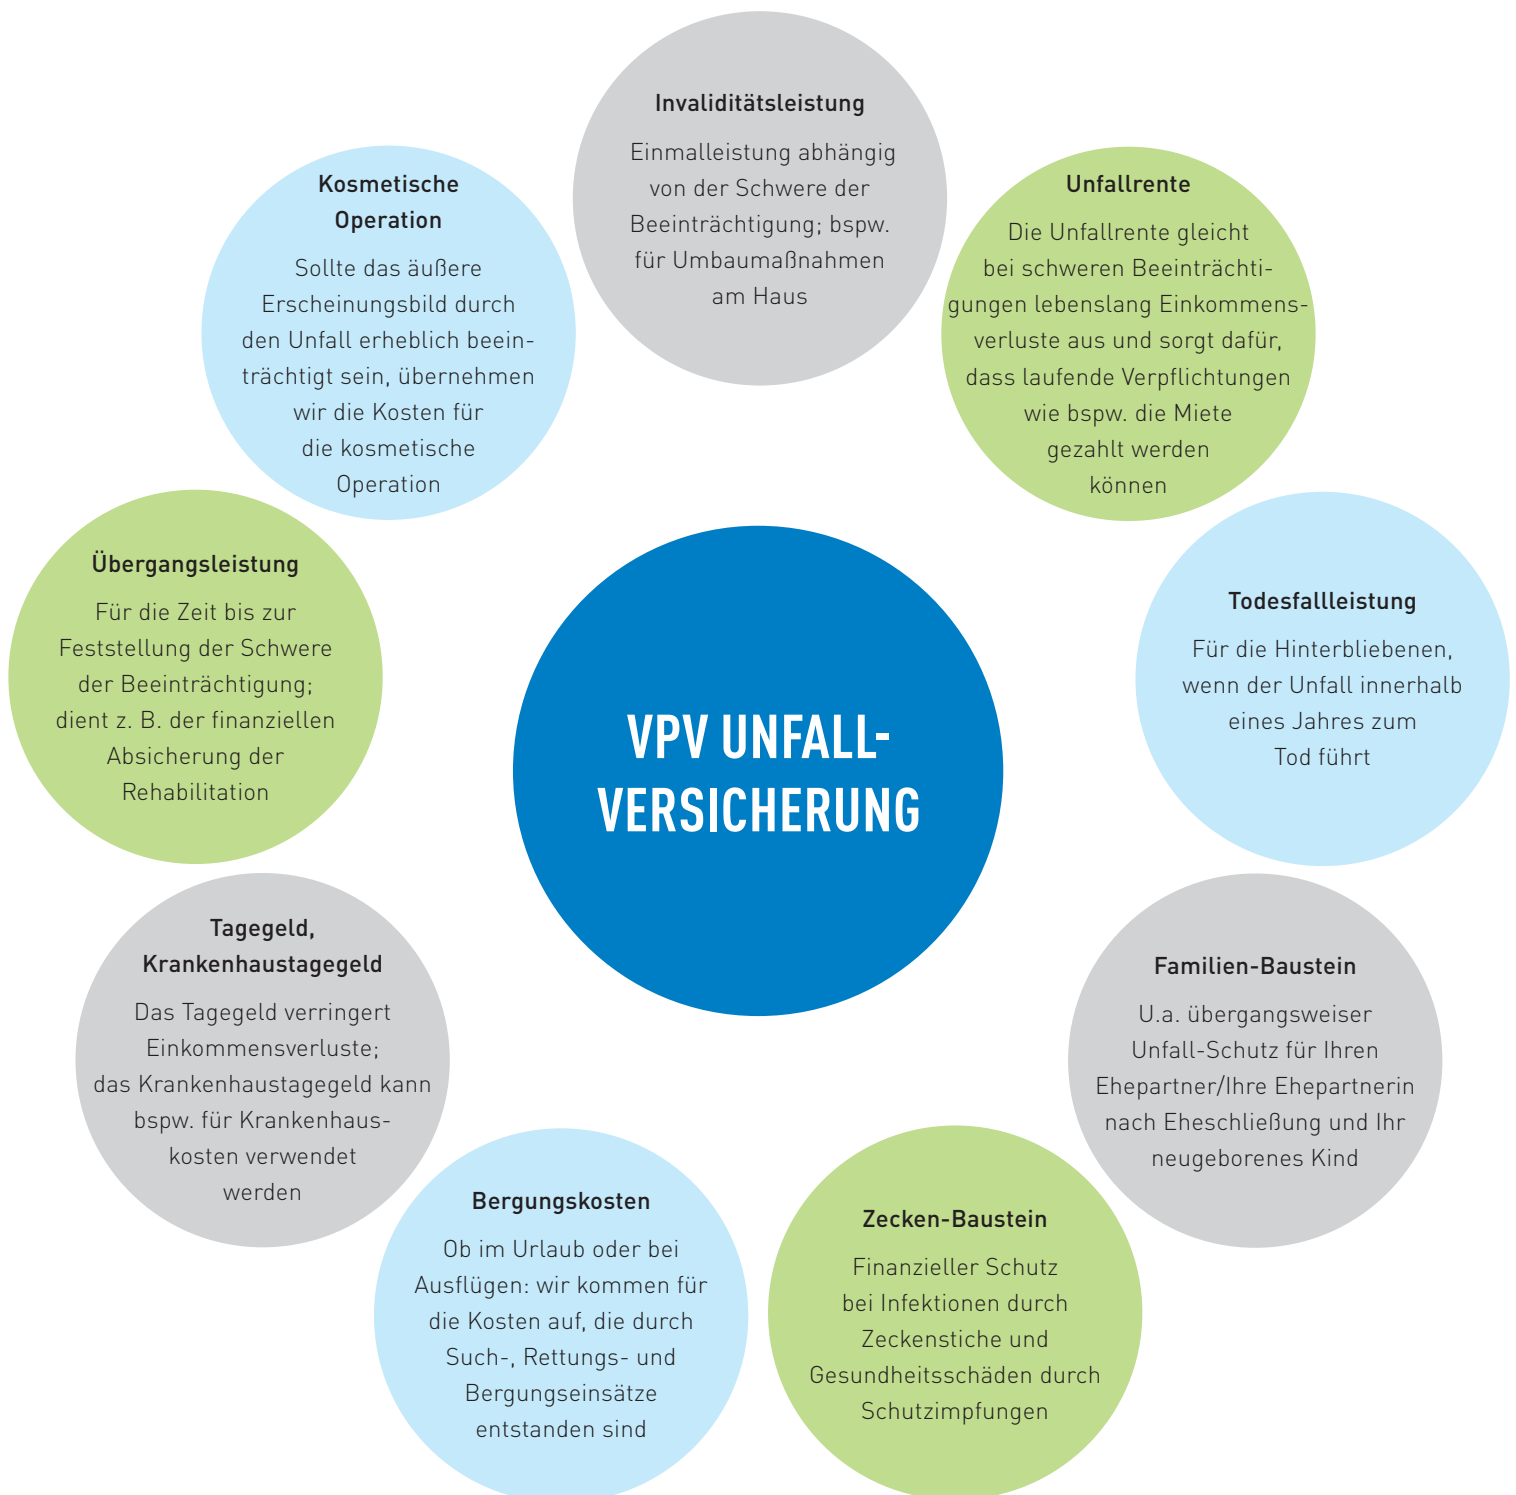 Invaliditätsleistung
Einmalleistung abhängig
von der Schwere der
Beeinträchtigung; bspw.
für Umbaumaßnahmen
am Haus
Unfallrente
Die Unfallrente gleicht
bei schweren Beeinträchti-
gungen lebenslang Einkommens-
verluste aus und sorgt dafür,
dass laufende Verpflichtungen
wie bspw. die Miete
gezahlt werden
können
Todesfallleistung
Für die Hinterbliebenen,
wenn der Unfall innerhalb
eines Jahres zum
Tod führt
Familien-Baustein
U.a. übergangsweiser
Unfall-Schutz für Ihren
Ehepartner/Ihre Ehepartnerin
nach Eheschließung und Ihr
neugeborenes Kind
Zecken-Baustein
Finanzieller Schutz
bei Infektionen durch
Zeckenstiche und
Gesundheitsschäden durch
Schutzimpfungen
Bergungskosten
Ob im Urlaub oder bei
Ausflügen: wir kommen für
die Kosten auf, die durch
Such-, Rettungs- und
Bergungseinsätze
entstanden sind
Tagegeld,
Krankenhaustagegeld
Das Tagegeld verringert
Einkommensverluste;
das Krankenhaustagegeld kann
bspw. für Krankenhaus-
kosten verwendet
werden
Übergangsleistung
Für die Zeit bis zur
Feststellung der Schwere
der Beeinträchtigung;
dient z. B. der finanziellen
Absicherung der
Rehabilitation
Kosmetische
Operation
Sollte das äußere
Erscheinungsbild durch
den Unfall erheblich beein-
trächtigt sein, übernehmen
wir die Kosten für
die kosmetische
Operation
VPV UNFALL-
VERSICHERUNG